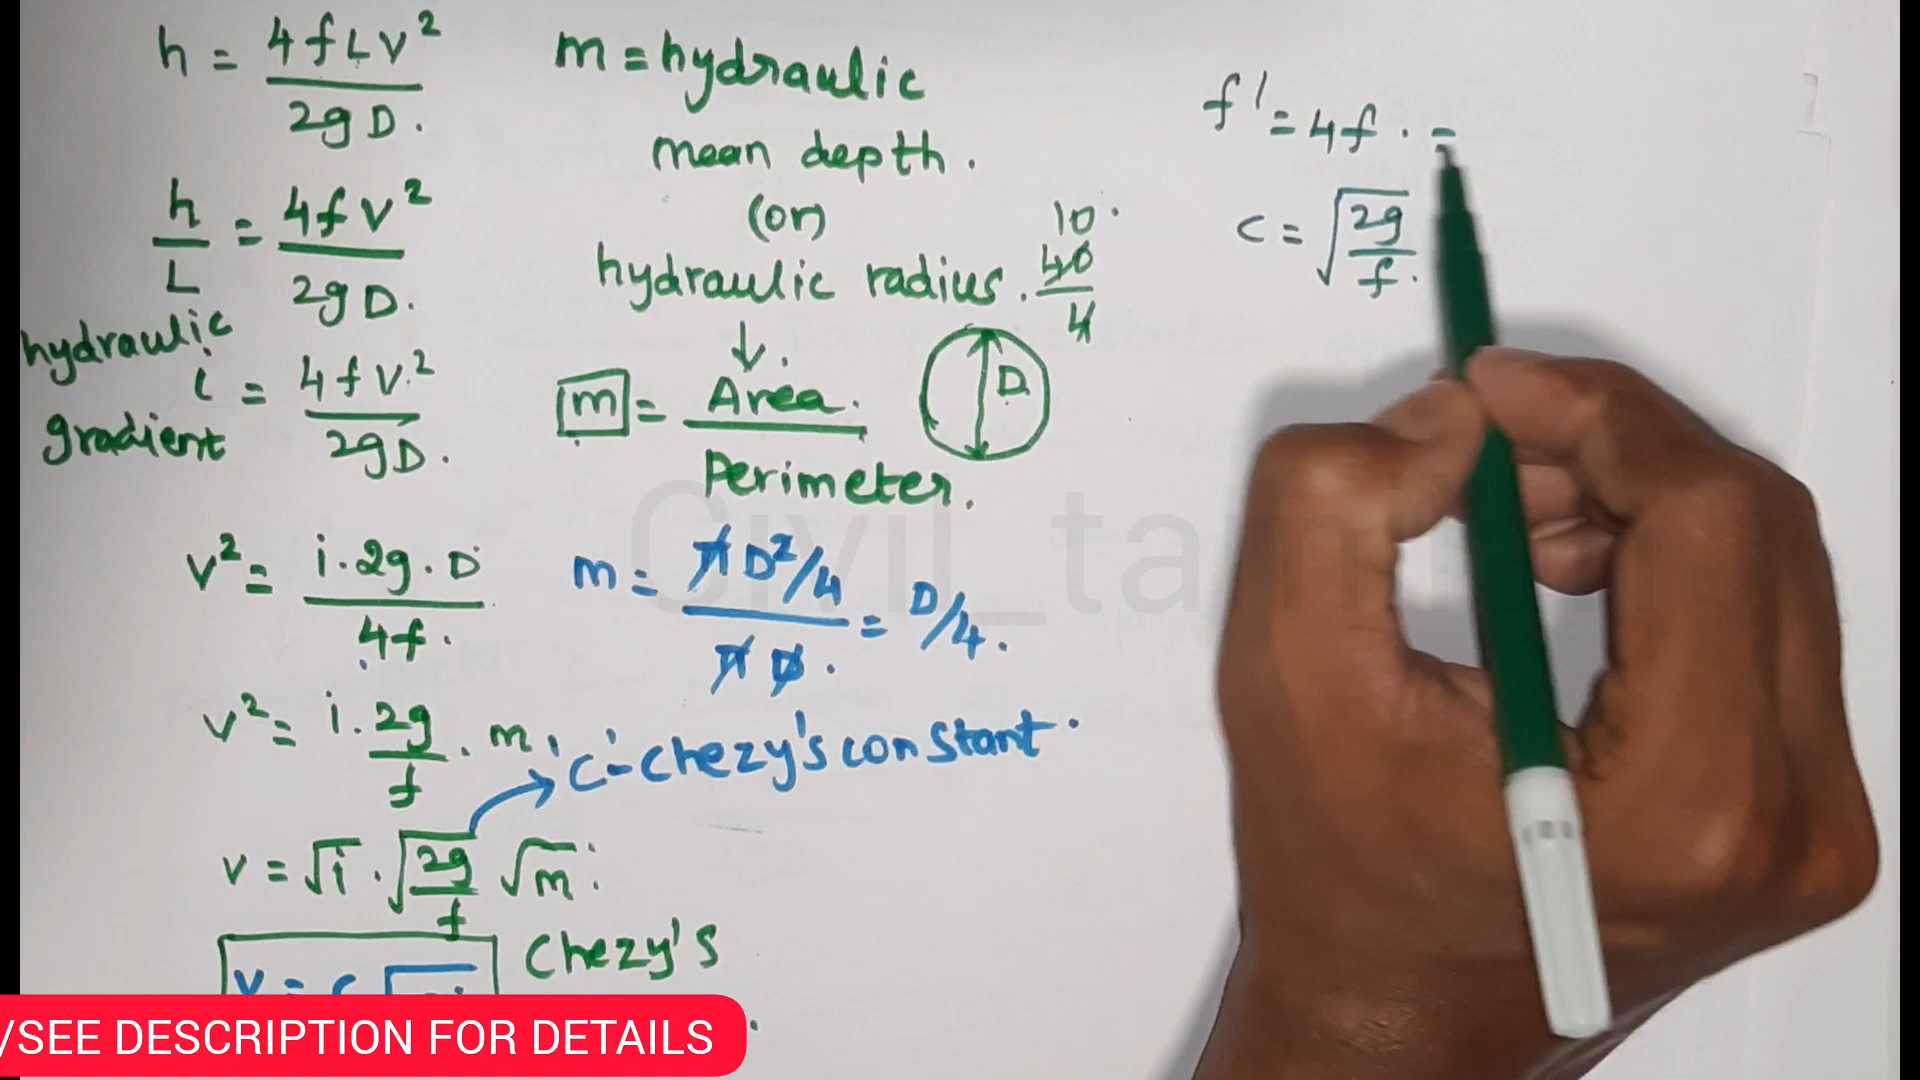 h = 4fLV² / 2gD.
h/L = 4fV² / 2gD.
hydraulic gradient
i = 4fV² / 2gD.
V² = i.2g.D / 4f.
V² = i.2g/f.m
'C'-Chezy's constant.
V = √i.√2g/f √m
V = C
Chezy's
m = hydraulic
mean depth.
(or)
hydraulic radius.
10
40
4
m = Area. / Perimeter.
D
m = πD²/4 / πD. = D/4.
f' = 4f. =
C = √2g/f.
Civil_tam
/SEE DESCRIPTION FOR DETAILS